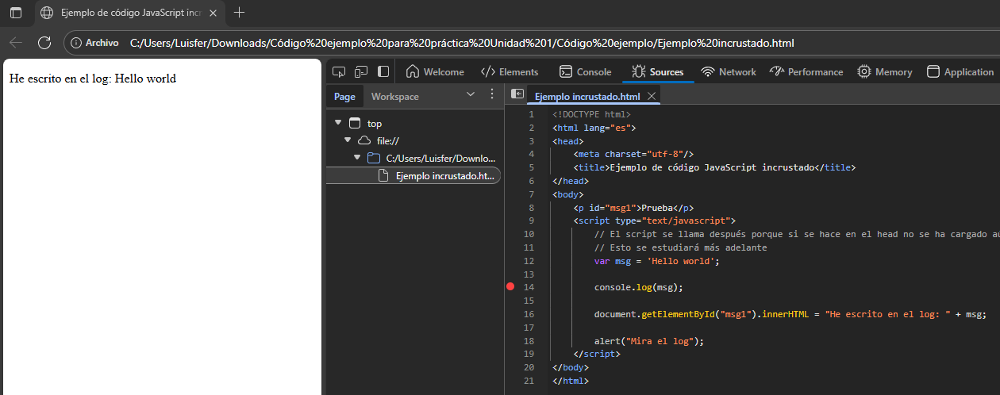 Ejemplo de código JavaScript incr
Archivo C:/Users/Luisfer/Downloads/Código%20ejemplo%20para%20práctica%20Unidad%201/Código%20ejemplo/Ejemplo%20incrustado.html
He escrito en el log: Hello world
Welcome Elements Console Sources Network Performance Memory Application
Page Workspace
Ejemplo incrustado.html
top
file://
C:/Users/Luisfer/Downlo...
Ejemplo incrustado.ht...
1 <!DOCTYPE html>
2 <html lang="es">
3 <head>
4 <meta charset="utf-8"/>
5 <title>Ejemplo de código JavaScript incrustado</title>
6 </head>
7 <body>
8 <p id="msg1">Prueba</p>
9 <script type="text/javascript">
10 // El script se llama después porque si se hace en el head no se ha cargado
11 // Esto se estudiará más adelante
12 var msg = 'Hello world';
13
14 console.log(msg);
15
16 document.getElementById("msg1").innerHTML = "He escrito en el log: " + msg;
17
18 alert("Mira el log");
19 </script>
20 </body>
21 </html>